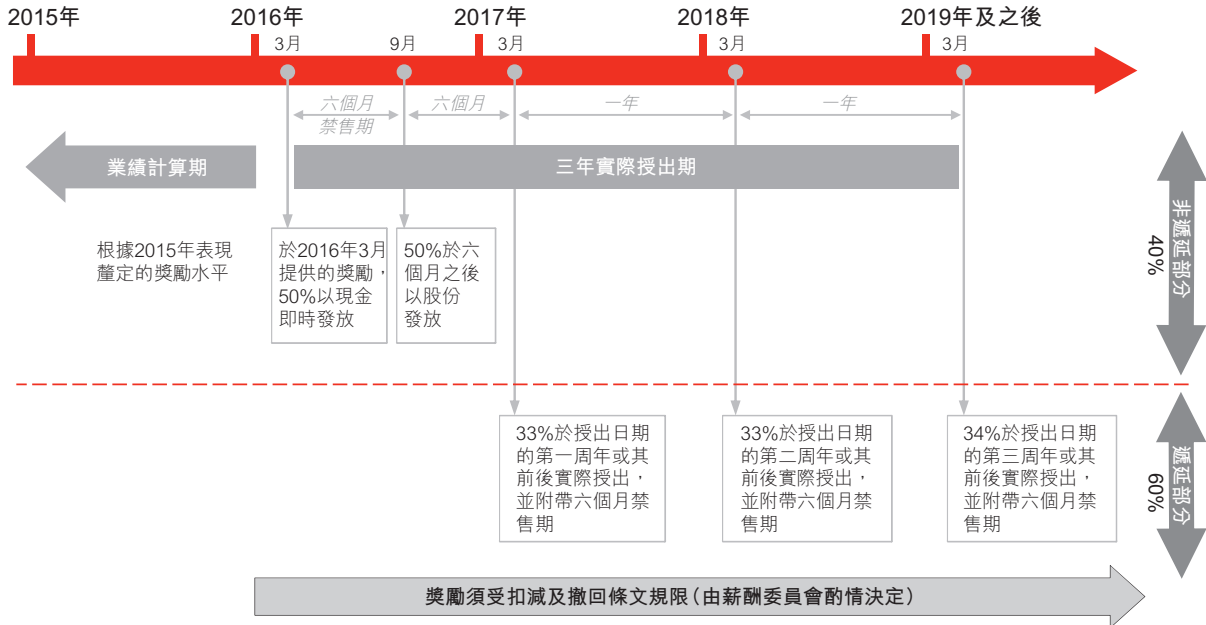 2015年
2016年
2017年
2018年
2019年及之後
3月
9月
3月
3月
3月
六個月
禁售期
六個月
一年
一年
業績計算期
三年實際授出期
根據2015年表現
釐定的獎勵水平
於2016年3月
提供的獎勵，
50%以現金
即時發放
50%於六
個月之後
以股份
發放
非遞延部分
40%
33%於授出日期
的第一周年或其
前後實際授出，
並附帶六個月禁
售期
33%於授出日期
的第二周年或其
前後實際授出，
並附帶六個月禁
售期
34%於授出日期
的第三周年或其
前後實際授出，
並附帶六個月禁
售期
遞延部分
60%
獎勵須受扣減及撤回條文規限（由薪酬委員會酌情決定）